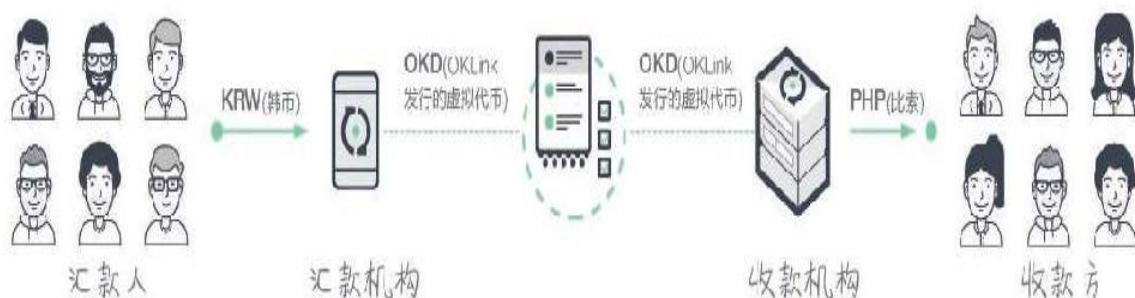 KRW(韩币)
OKD(OKLink
发行的虚拟代币)
OKD(OKLink
发行的虚拟代币)
PHP(比索)
汇款人
汇款机构
收款机构
收款方